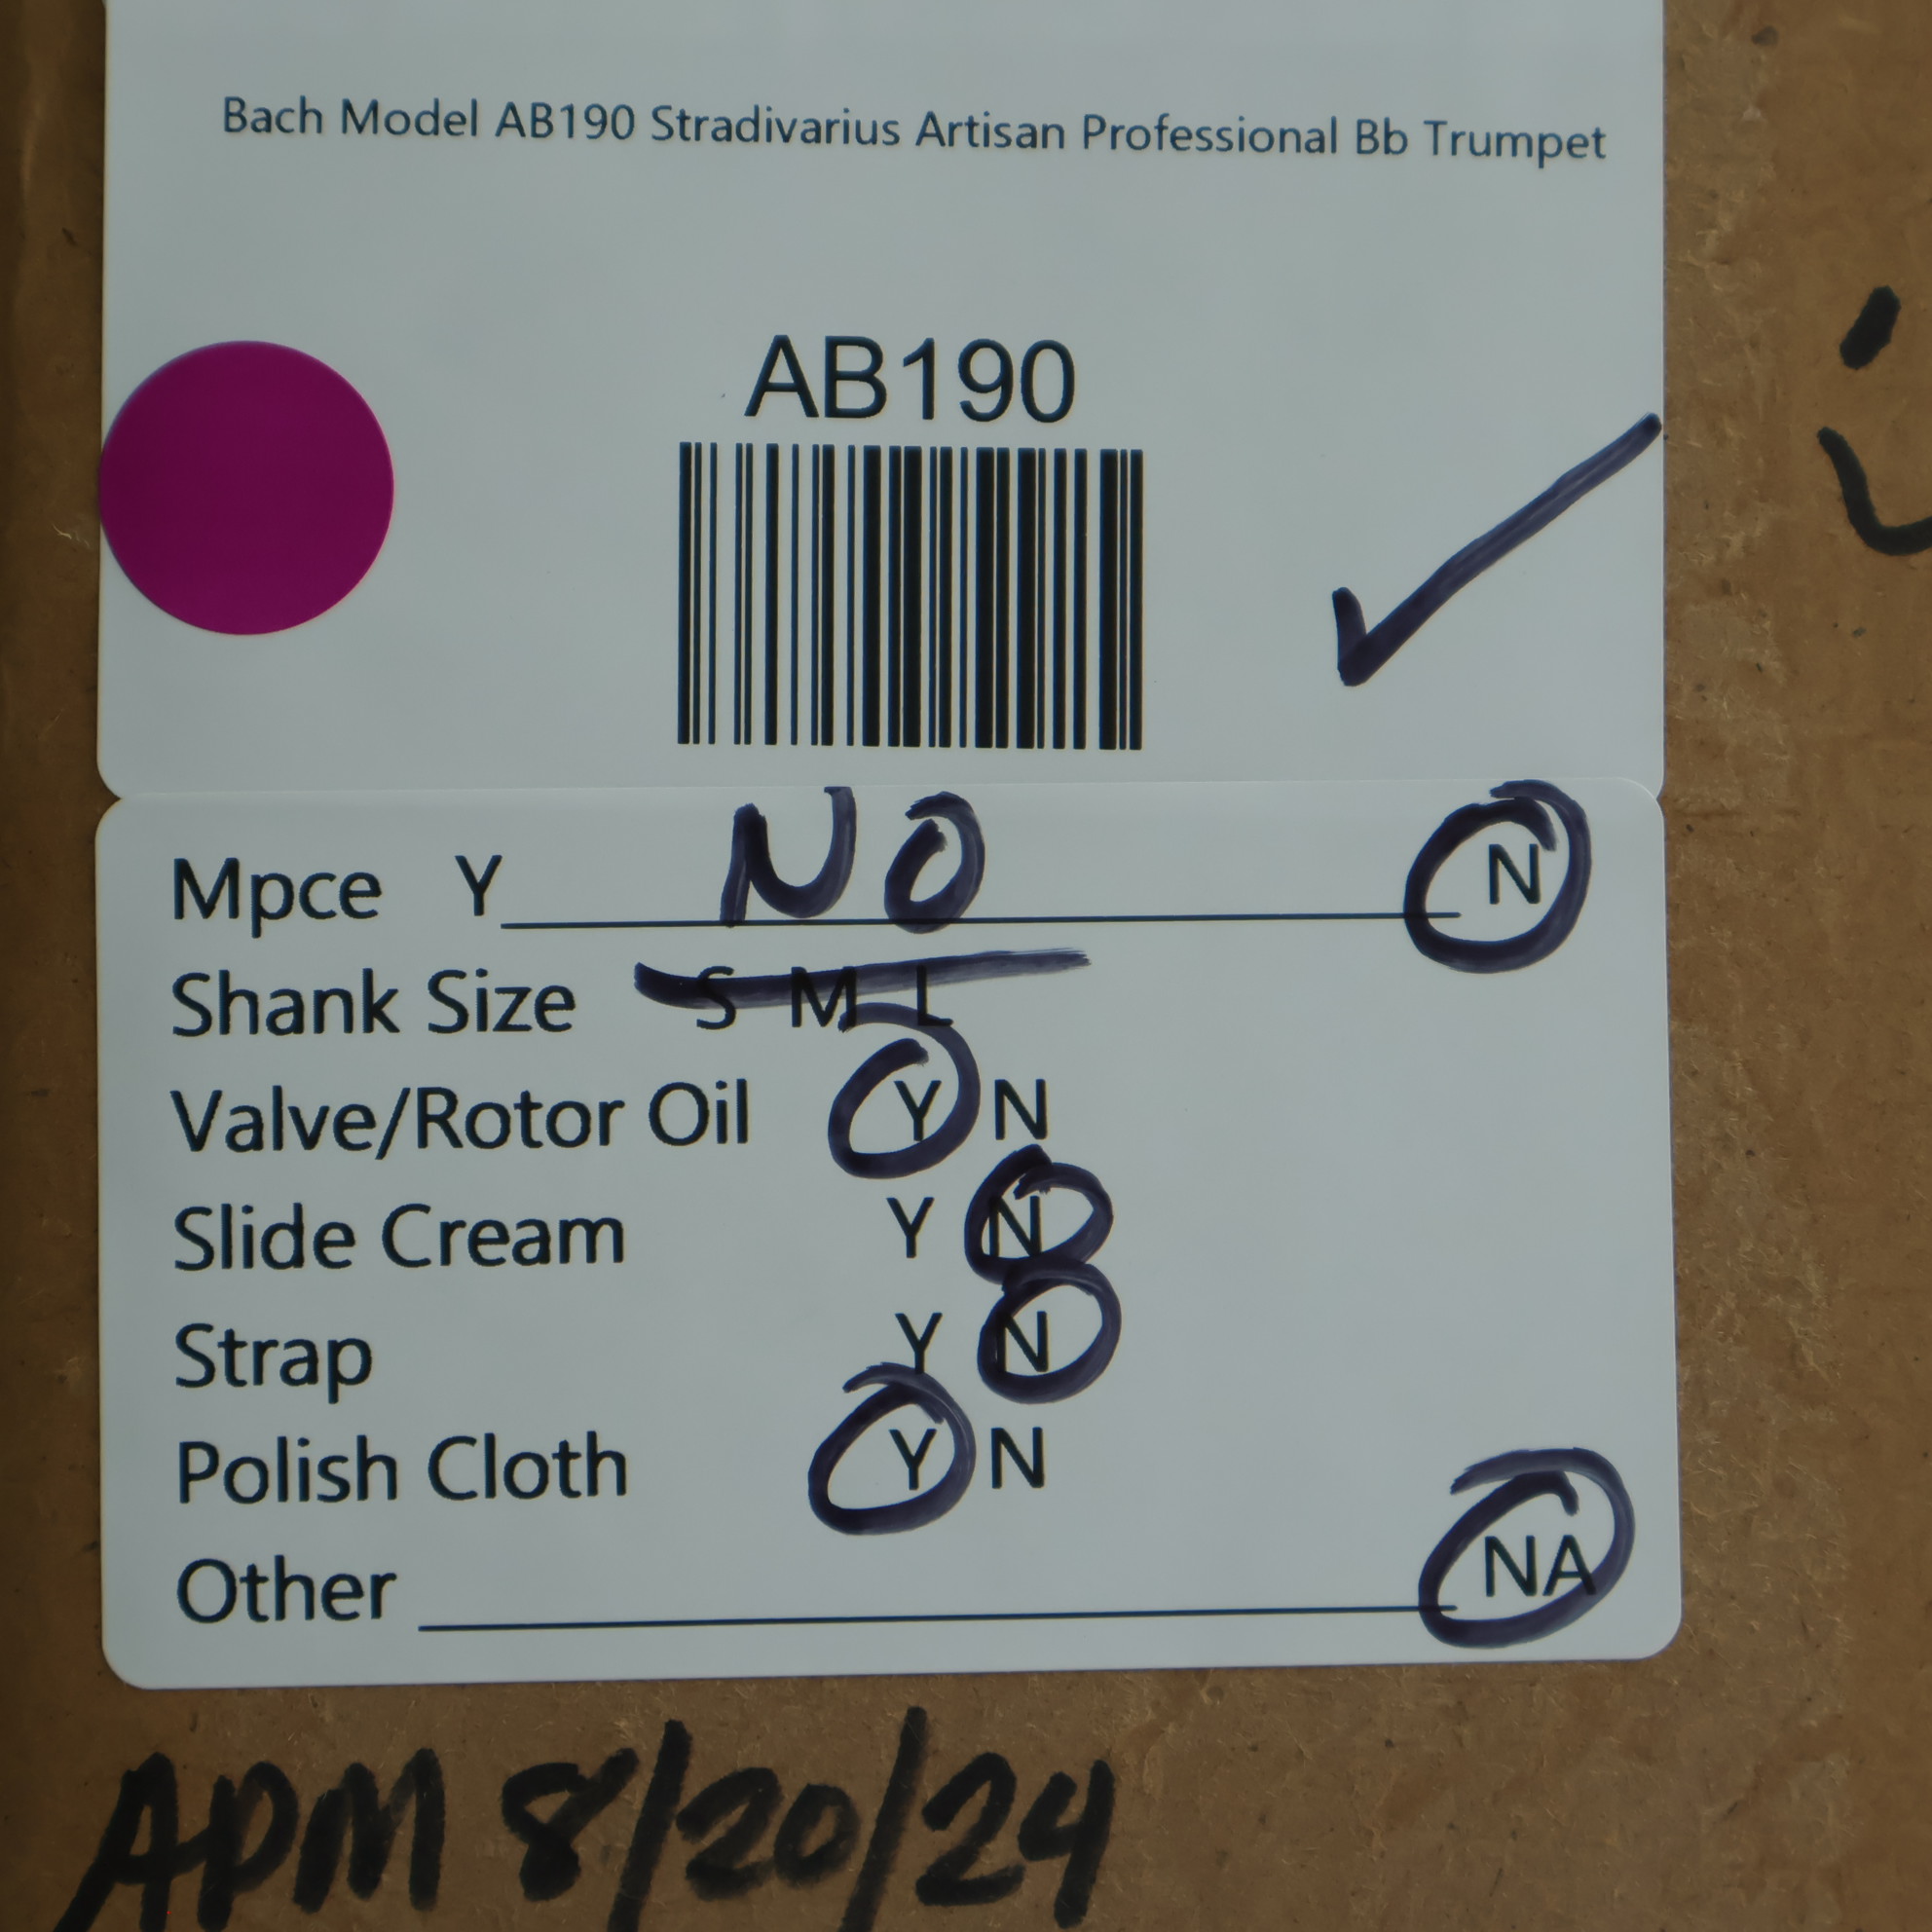 Bach Model AB190 Stradivarius Artisan Professional Bb Trumpet
AB190
Mpce Y NO N
Shank Size S M L
Valve/Rotor Oil Y N
Slide Cream Y N
Strap Y N
Polish Cloth Y N
Other NA
ADM 8/20/24